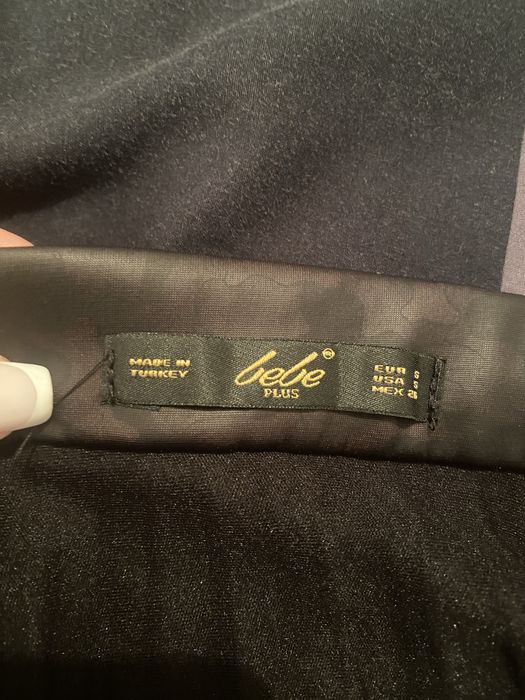 MADE IN
TURKEY
bebe®
PLUS
EUR S
USA S
MEX